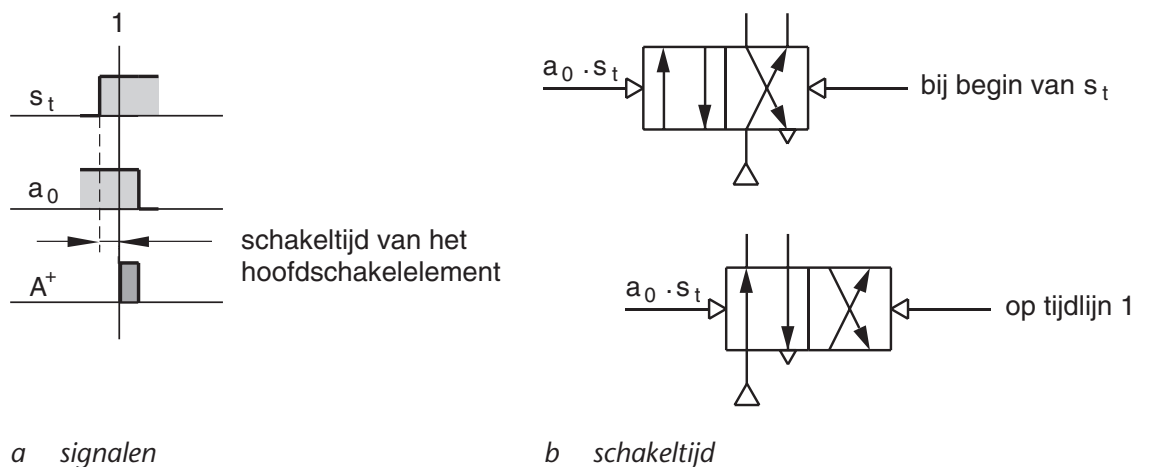 1
s t
a 0
schakeltijd van het
hoofdschakelelement
A+
a 0 · s t
bij begin van s t
a 0 · s t
op tijdlijn 1
a signalen
b schakeltijd